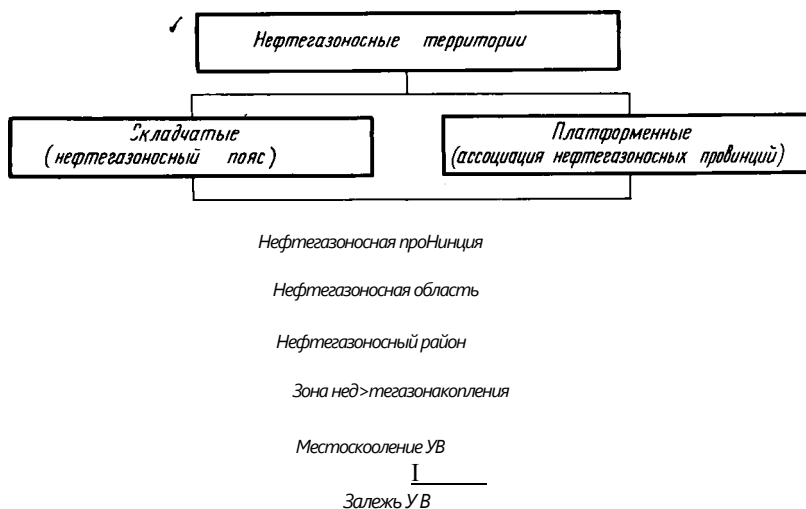 Нефтегазоносные территории
Складчатые
(нефтегазоносный пояс)
Платформенные
(ассоциация нефтегазоносных провинций)
Нефтегазоносная проНинция
Нефтегазоносная область
Нефтегазоносный район
Зона нед>тегазонакопления
Местоскооление УВ
I
Залежь У В